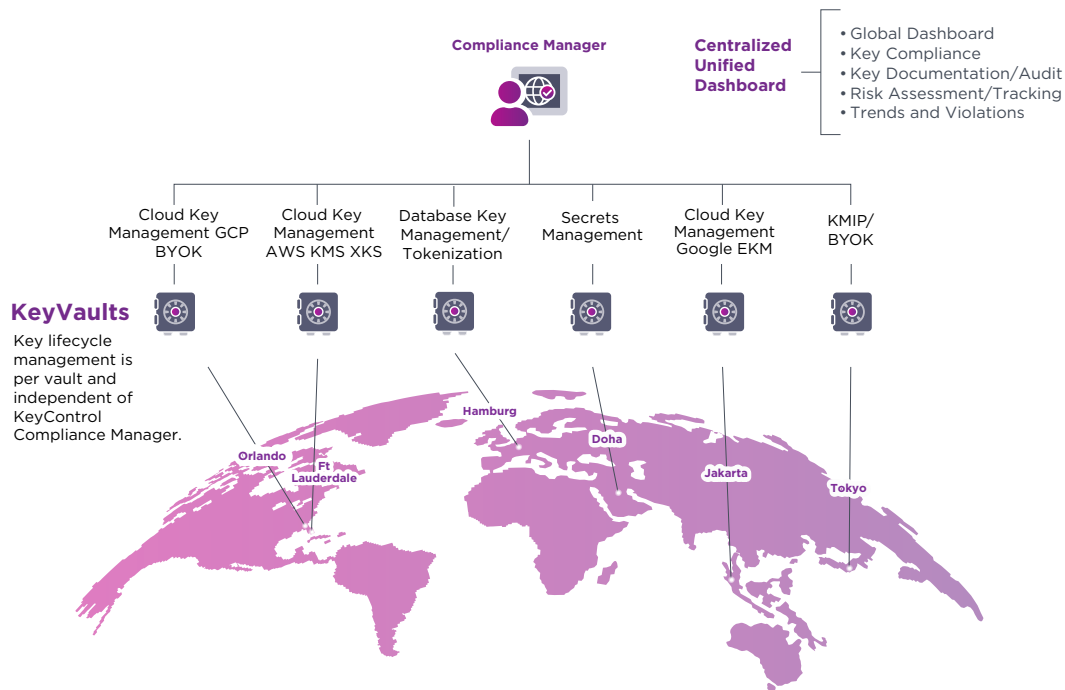 Compliance Manager
Centralized
Unified
Dashboard
• Global Dashboard
• Key Compliance
• Key Documentation/Audit
• Risk Assessment/Tracking
• Trends and Violations
Cloud Key
Management GCP
BYOK
Cloud Key
Management
AWS KMS XKS
Database Key
Management/
Tokenization
Secrets
Management
Cloud Key
Management
Google EKM
KMIP/
BYOK
KeyVaults
Key lifecycle
management is
per vault and
independent of
KeyControl
Compliance Manager.
Orlando
Ft
Lauderdale
Hamburg
Doha
Jakarta
Tokyo